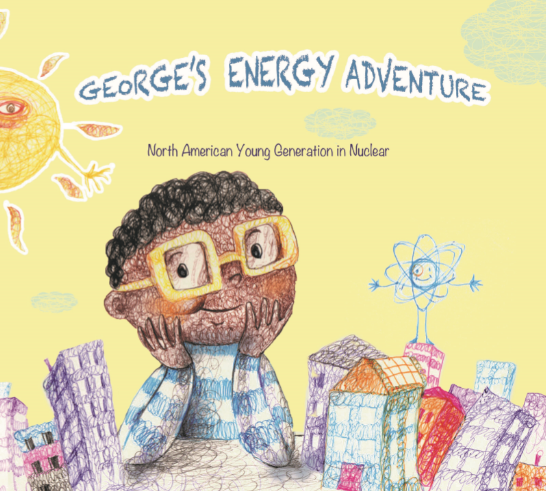 GEORGE'S ENERGY ADVENTURE
North American Young Generation in Nuclear